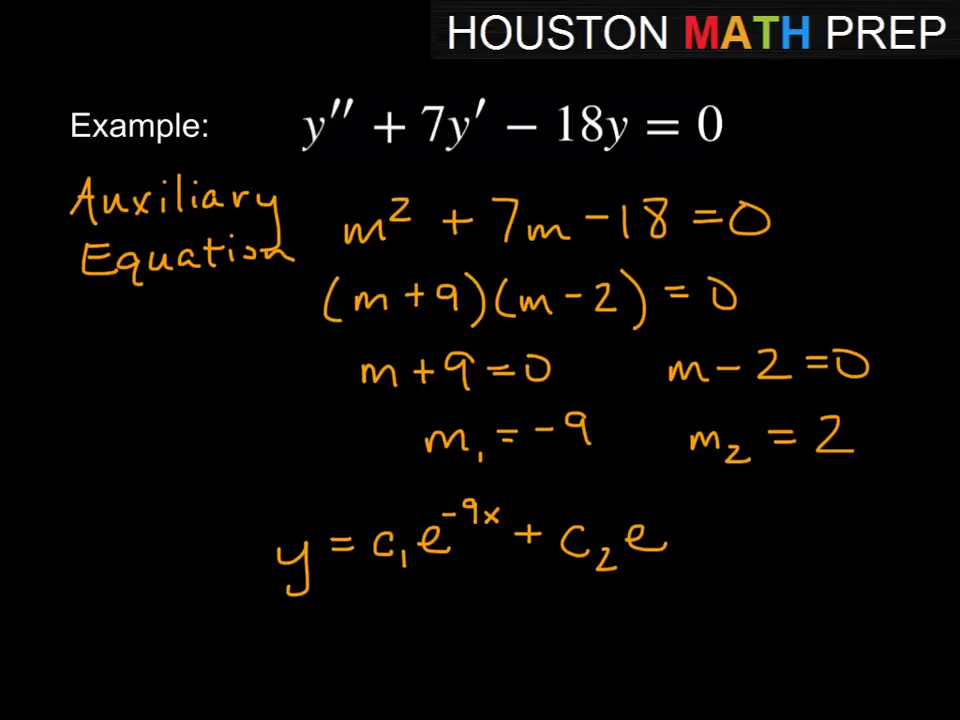 HOUSTON MATH PREP
Example: y″ + 7y′ − 18y = 0
Auxiliary Equation
m² + 7m − 18 = 0
(m + 9)(m − 2) = 0
m + 9 = 0 m − 2 = 0
m₁ = −9 m₂ = 2
y = c₁e⁻⁹ˣ + c₂e